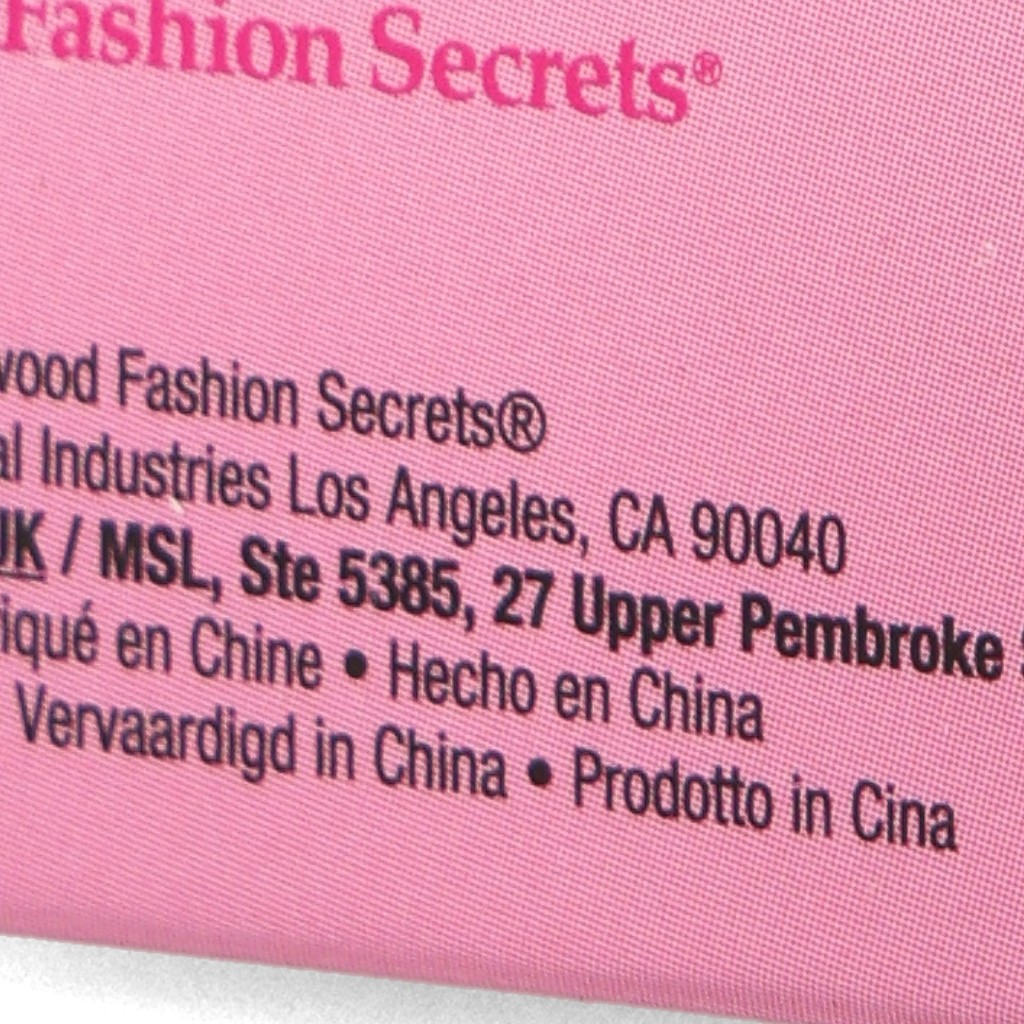 Fashion Secrets®
wood Fashion Secrets®
al Industries Los Angeles, CA 90040
UK / MSL, Ste 5385, 27 Upper Pembroke
iqué en Chine • Hecho en China
Vervaardigd in China • Prodotto in Cina